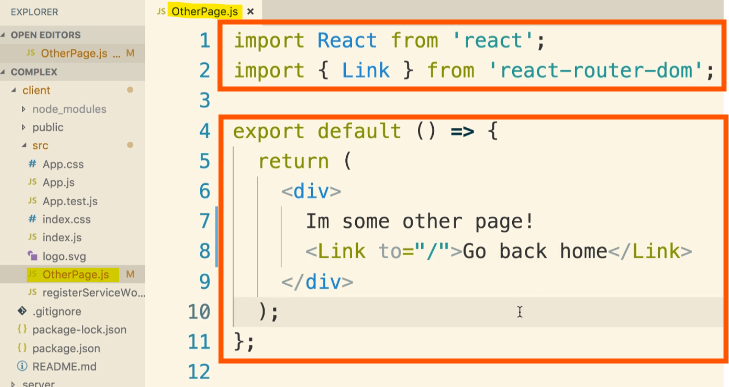 EXPLORER
OPEN EDITORS
JS OtherPage.js ... M
COMPLEX
client
node_modules
public
src
# App.css
JS App.js
JS App.test.js
# index.css
JS index.js
logo.svg
JS OtherPage.js M
JS registerServiceWo...
.gitignore
{} package-lock.json
{} package.json
README.md
server
JS OtherPage.js ×
1 import React from 'react';
2 import { Link } from 'react-router-dom';
3
4 export default () => {
5 return (
6 <div>
7 Im some other page!
8 <Link to="/">Go back home</Link>
9 </div>
10 );
11 };
12